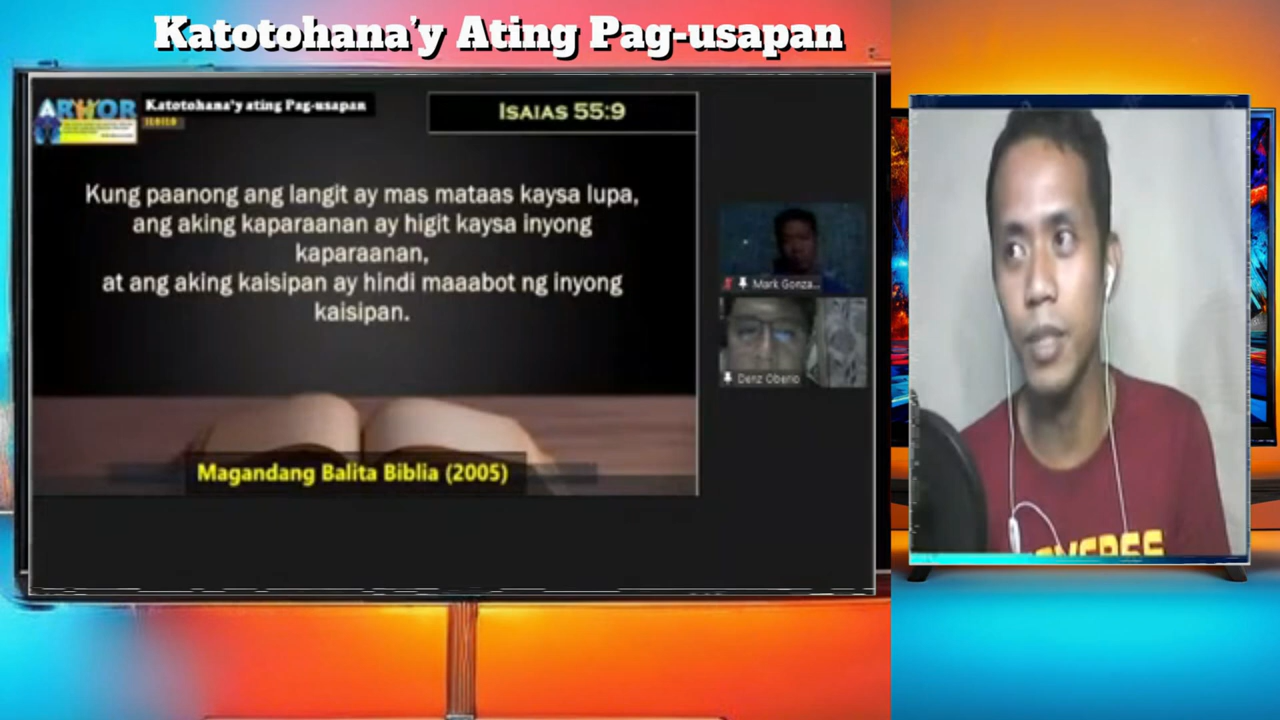 Katotohana'y Ating Pag-usapan
ARWOR
Katotohana'y ating Pag-usapan
ILOILO
ISAIAS 55:9
Kung paanong ang langit ay mas mataas kaysa lupa,
ang aking kaparaanan ay higit kaysa inyong
kaparaanan,
at ang aking kaisipan ay hindi maaabot ng inyong
kaisipan.
Mark Gonza...
Denz Oberio
Magandang Balita Biblia (2005)